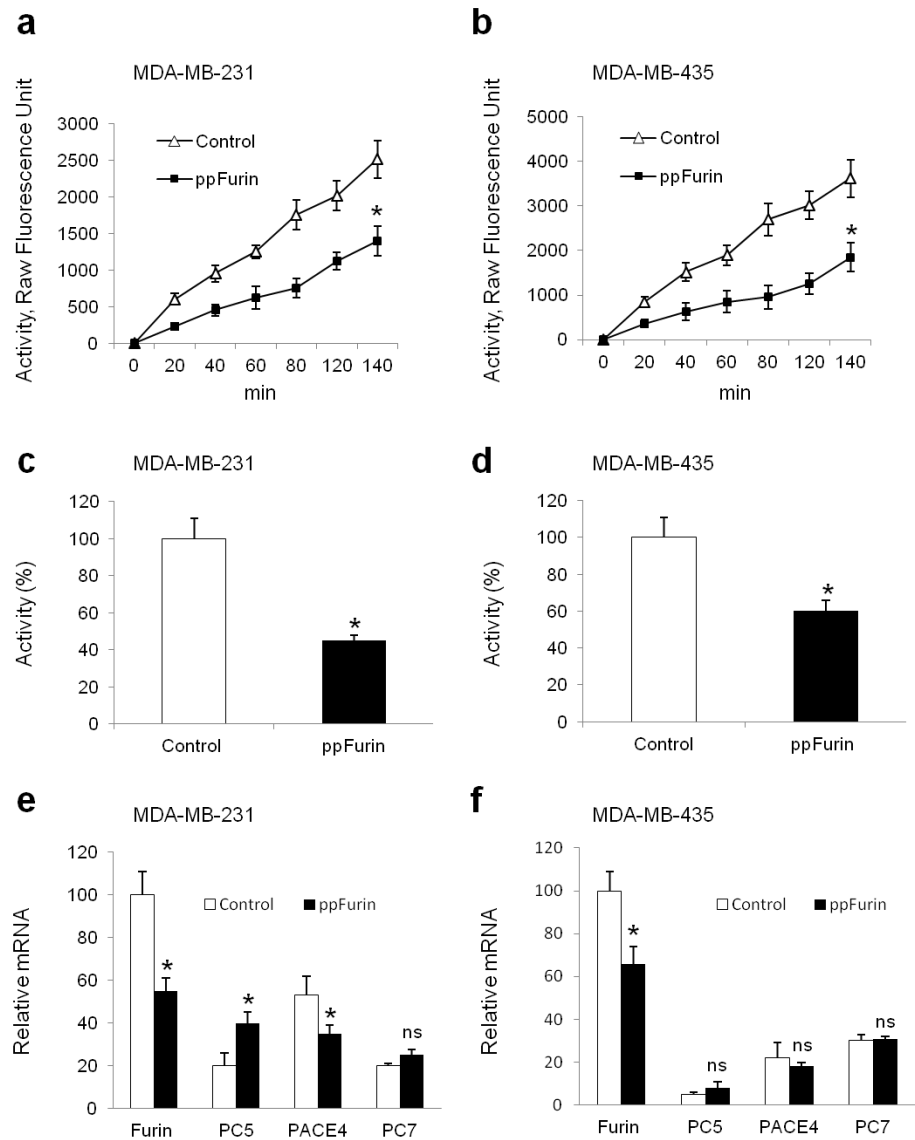 a
MDA-MB-231
Activity, Raw Fluorescence Unit
3000
2500
2000
1500
1000
500
0
Control
ppFurin
*
0 20 40 60 80 120 140
min
b
MDA-MB-435
Activity, Raw Fluorescence Unit
5000
4000
3000
2000
1000
0
Control
ppFurin
*
0 20 40 60 80 120 140
min
c
MDA-MB-231
Activity (%)
120
100
80
60
40
20
0
*
Control ppFurin
d
MDA-MB-435
Activity (%)
120
100
80
60
40
20
0
*
Control ppFurin
e
MDA-MB-231
Relative mRNA
120
100
80
60
40
20
0
Control ppFurin
* * * ns
Furin PC5 PACE4 PC7
f
MDA-MB-435
Relative mRNA
120
100
80
60
40
20
0
Control ppFurin
* ns ns ns
Furin PC5 PACE4 PC7